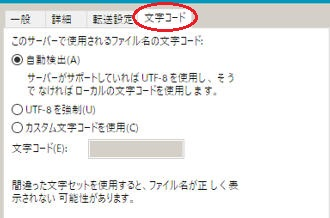 一般 詳細 転送設定 文字コード
このサーバーで使用されるファイル名の文字コード:
自動検出(A)
サーバーがサポートしていれば UTF-8 を使用し、そう
で なければローカルの文字コードを使用します。
UTF-8 を強制(U)
カスタム文字コードを使用(C)
文字コード(E):
間違った文字セットを使用すると、ファイル名が正 しく表
示されない 可能性があります。